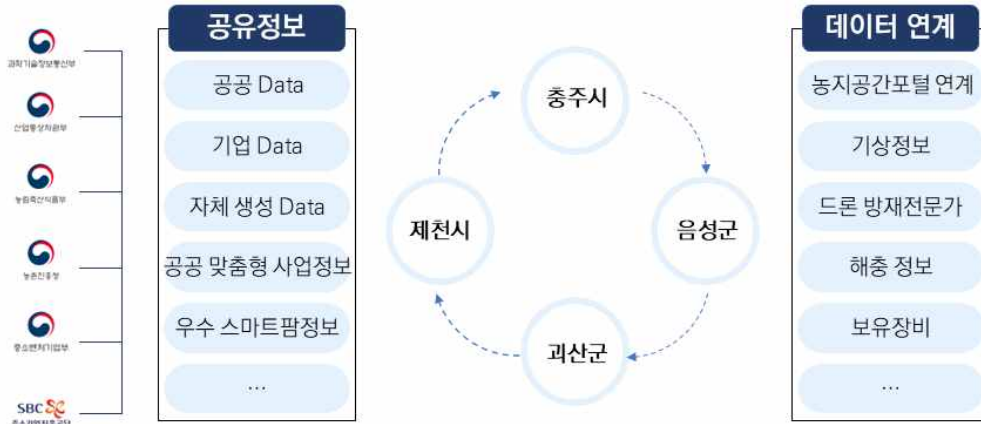 공유정보
데이터 연계
과학기술정보통신부
산업통상자원부
농림축산식품부
농촌진흥청
중소벤처기업부
SBC
공공 Data
기업 Data
자체 생성 Data
공공 맞춤형 사업정보
우수 스마트팜정보
...
충주시
음성군
괴산군
제천시
농지공간포털 연계
기상정보
드론 방재전문가
해충 정보
보유장비
...